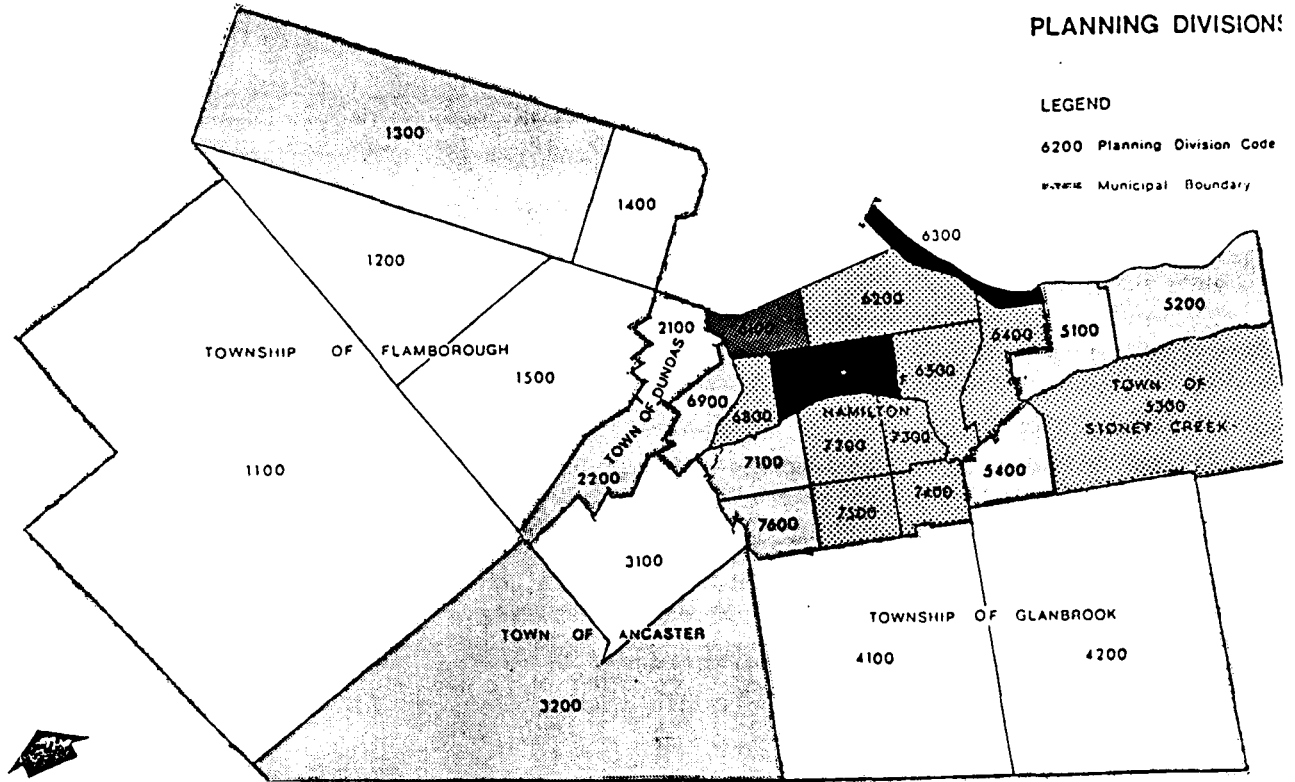 PLANNING DIVISIONS
LEGEND
6200 Planning Division Code
Municipal Boundary
1300
1400
1200
6300
6200
5200
2100
6100
6400
5100
TOWNSHIP OF FLAMBOROUGH
1500
TOWN OF DUNDAS
6500
TOWN OF
5300
STONEY CREEK
6900
6800
HAMILTON
7200
7300
1100
2200
7100
5400
7400
7600
7500
3100
TOWN OF ANCASTER
TOWNSHIP OF GLANBROOK
4100
4200
3200